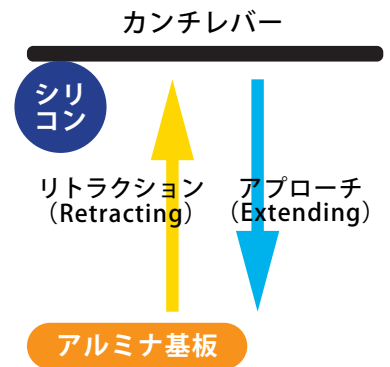 カンチレバー
シリ
コン
リトラクション
（Retracting）
アプローチ
（Extending）
アルミナ基板